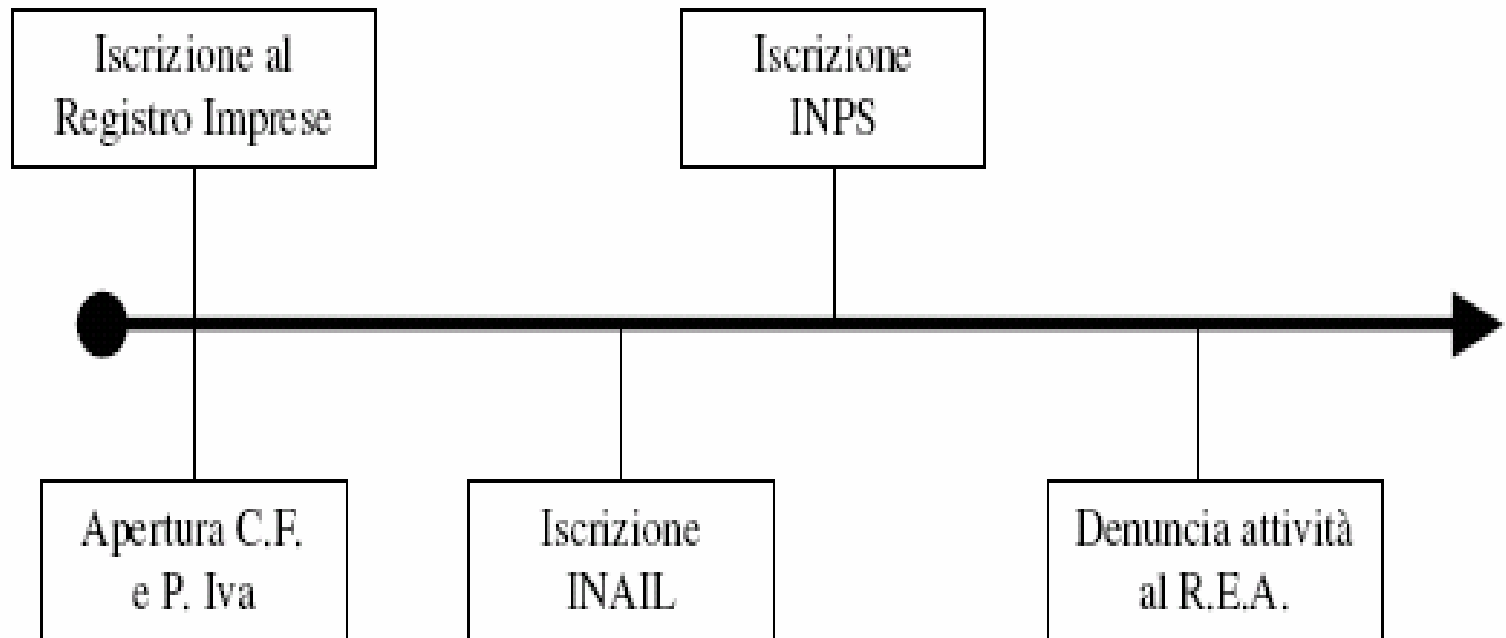 Iscrizione al
Registro Imprese
Iscrizione
INPS
Apertura C.F.
e P. Iva
Iscrizione
INAIL
Denuncia attività
al R.E.A.